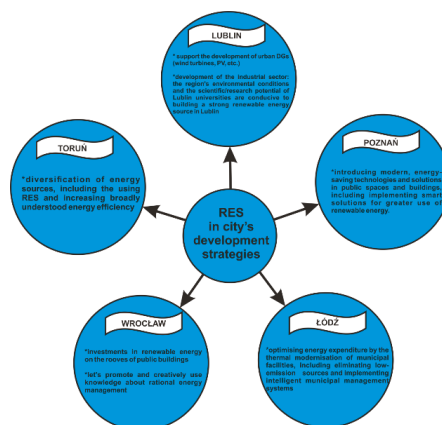 LUBLIN
*support the development of urban DGs
(wind turbines, PV, etc.)
*development of the industrial sector:
the region's environmental conditions
and the scientific/research potential of
Lublin universities are conducive to
building a strong renewable energy
source in Lublin
TORUŃ
*diversification of energy
sources, including the using
RES and increasing broadly
understood energy efficiency
POZNAŃ
*introducing modern, energy-
saving technologies and solutions
in public spaces and buildings,
including implementing smart
solutions for greater use of
renewable energy.
RES
in city's
development
strategies
WROCŁAW
*investments in renewable energy
on the rooves of public buildings
*let's promote and creatively use
knowledge about rational energy
management
ŁÓDŹ
*optimising energy expenditure by the
thermal modernisation of municipal
facilities, including eliminating low-
emission sources and implementing
intelligent municipal management
systems